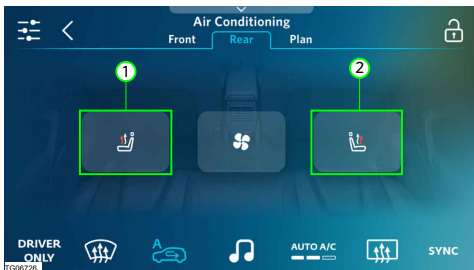 Air Conditioning
Front Rear Plan
1 2
A
DRIVER ONLY AUTO A/C SYNC
TG06726